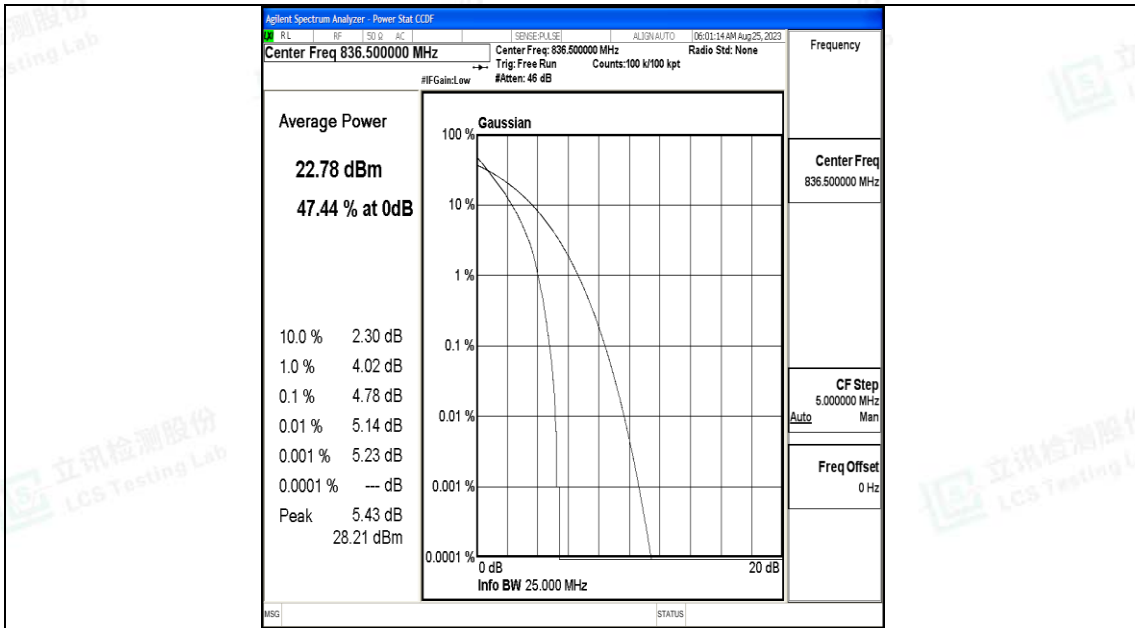 Agilent Spectrum Analyzer - Power Stat CCDF
RL RF 50 Ω AC SENSE:PULSE ALIGN AUTO 06:01:14 AM Aug 25, 2023
Center Freq 836.500000 MHz
Center Freq: 836.500000 MHz
Radio Std: None
Trig: Free Run
Counts:100 k/100 kpt
#IFGain:Low
#Atten: 46 dB
Average Power
22.78 dBm
47.44 % at 0dB
10.0 % 2.30 dB
1.0 % 4.02 dB
0.1 % 4.78 dB
0.01 % 5.14 dB
0.001 % 5.23 dB
0.0001 % --- dB
Peak 5.43 dB
28.21 dBm
Gaussian
100 %
10 %
1 %
0.1 %
0.01 %
0.001 %
0.0001 %
0 dB
20 dB
Info BW 25.000 MHz
Frequency
Center Freq
836.500000 MHz
CF Step
5.000000 MHz
Auto Man
Freq Offset
0 Hz
MSG
STATUS
立讯检测股份
LCS Testing Lab
立讯检测股份